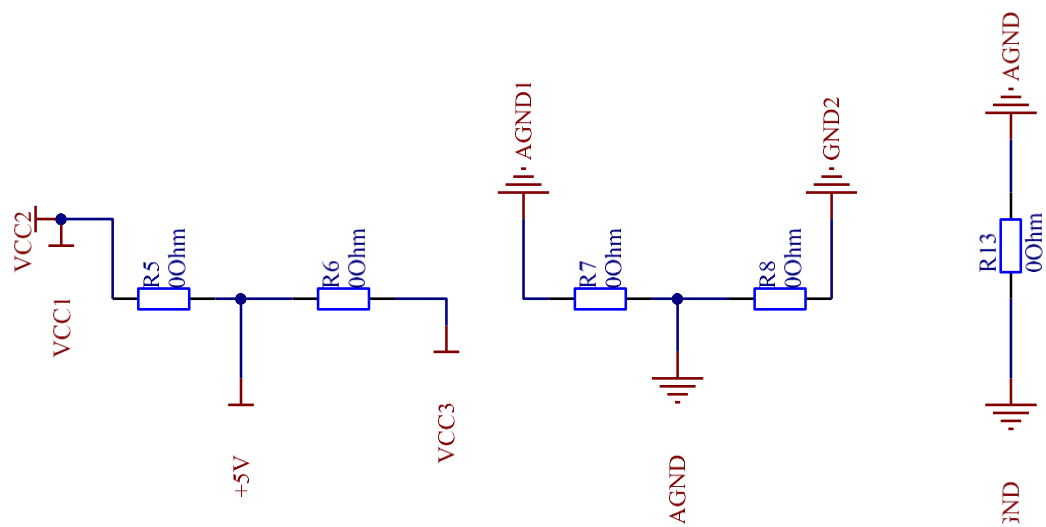 VCC2
VCC1
R5
0Ohm
+5V
R6
0Ohm
VCC3
AGND1
R7
0Ohm
AGND
R8
0Ohm
GND2
AGND
R13
0Ohm